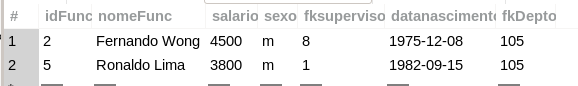 # idFunc nomeFunc salario sexo fksuperviso datanasciment fkDepto
1 2 Fernando Wong 4500 m 8 1975-12-08 105
2 5 Ronaldo Lima 3800 m 1 1982-09-15 105